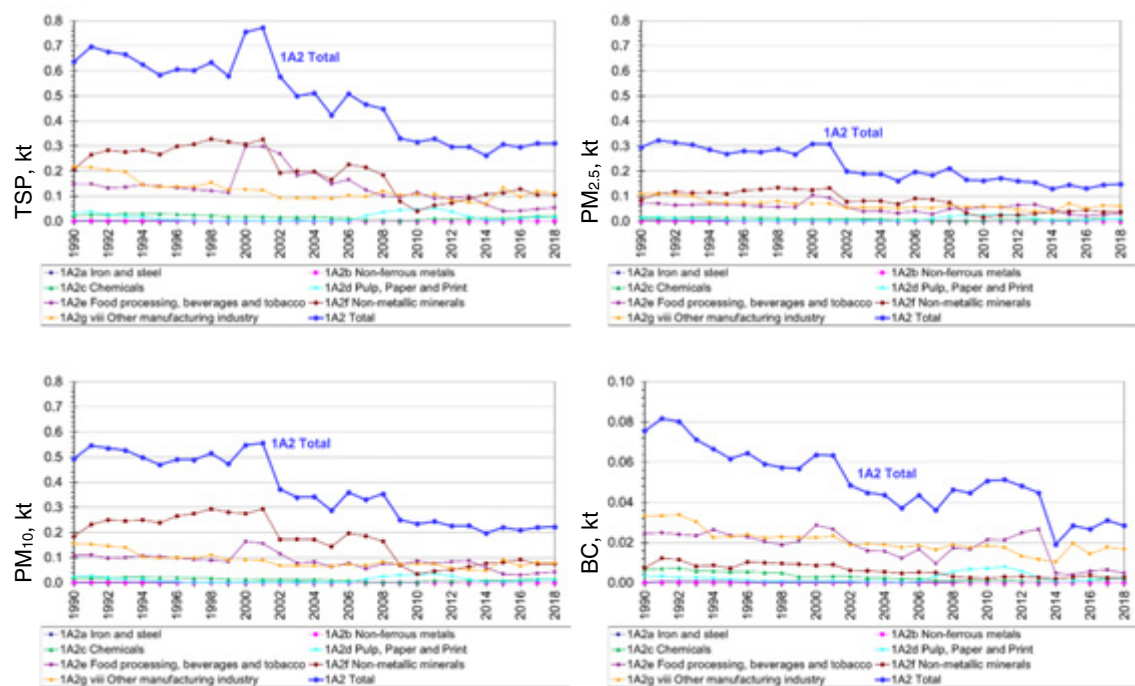 TSP, kt
0.8
0.7
0.6
0.5
0.4
0.3
0.2
0.1
0.0
1A2 Total
1990 1992 1994 1996 1998 2000 2002 2004 2006 2008 2010 2012 2014 2016 2018
1A2a Iron and steel 1A2b Non-ferrous metals
1A2c Chemicals 1A2d Pulp, Paper and Print
1A2e Food processing, beverages and tobacco 1A2f Non-metallic minerals
1A2g viii Other manufacturing industry 1A2 Total
PM2.5, kt
0.8
0.7
0.6
0.5
0.4
0.3
0.2
0.1
0.0
1A2 Total
1990 1992 1994 1996 1998 2000 2002 2004 2006 2008 2010 2012 2014 2016 2018
1A2a Iron and steel 1A2b Non-ferrous metals
1A2c Chemicals 1A2d Pulp, Paper and Print
1A2e Food processing, beverages and tobacco 1A2f Non-metallic minerals
1A2g viii Other manufacturing industry 1A2 Total
PM10, kt
0.8
0.7
0.6
0.5
0.4
0.3
0.2
0.1
0.0
1A2 Total
1990 1992 1994 1996 1998 2000 2002 2004 2006 2008 2010 2012 2014 2016 2018
1A2a Iron and steel 1A2b Non-ferrous metals
1A2c Chemicals 1A2d Pulp, Paper and Print
1A2e Food processing, beverages and tobacco 1A2f Non-metallic minerals
1A2g viii Other manufacturing industry 1A2 Total
BC, kt
0.10
0.08
0.06
0.04
0.02
0.00
1A2 Total
1990 1992 1994 1996 1998 2000 2002 2004 2006 2008 2010 2012 2014 2016 2018
1A2a Iron and steel 1A2b Non-ferrous metals
1A2c Chemicals 1A2d Pulp, Paper and Print
1A2e Food processing, beverages and tobacco 1A2f Non-metallic minerals
1A2g viii Other manufacturing industry 1A2 Total